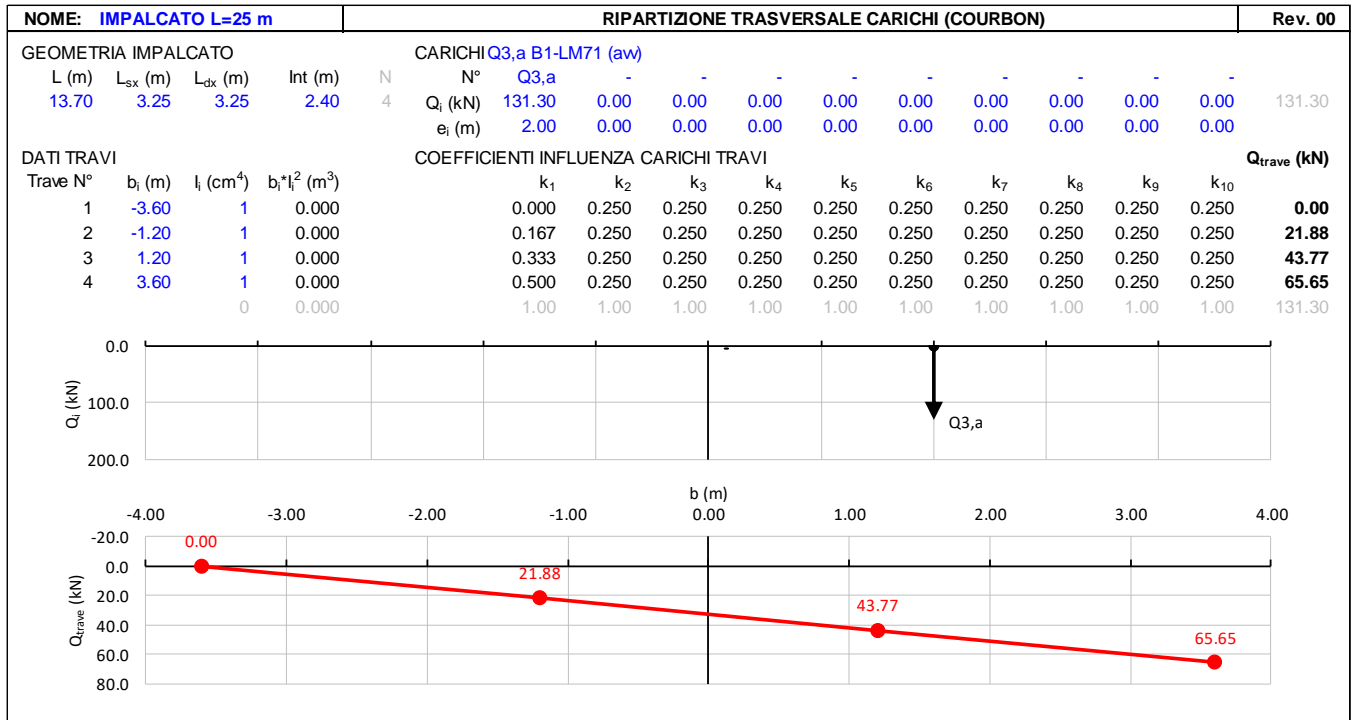 NOME: IMPALCATO L=25 m RIPARTIZIONE TRASVERSALE CARICHI (COURBON) Rev. 00
GEOMETRIA IMPALCATO CARICHI Q3,a B1-LM71 (aw)
L (m) Lsx (m) Ldx (m) Int (m) N N° Q3,a - - - - - - - - -
13.70 3.25 3.25 2.40 4 Qi (kN) 131.30 0.00 0.00 0.00 0.00 0.00 0.00 0.00 0.00 0.00 131.30
ei (m) 2.00 0.00 0.00 0.00 0.00 0.00 0.00 0.00 0.00 0.00
DATI TRAVI COEFFICIENTI INFLUENZA CARICHI TRAVI Qtrave (kN)
Trave N° bi (m) Ii (cm4) bi*Ii2 (m3) k1 k2 k3 k4 k5 k6 k7 k8 k9 k10
1 -3.60 1 0.000 0.000 0.250 0.250 0.250 0.250 0.250 0.250 0.250 0.250 0.250 0.00
2 -1.20 1 0.000 0.167 0.250 0.250 0.250 0.250 0.250 0.250 0.250 0.250 0.250 21.88
3 1.20 1 0.000 0.333 0.250 0.250 0.250 0.250 0.250 0.250 0.250 0.250 0.250 43.77
4 3.60 1 0.000 0.500 0.250 0.250 0.250 0.250 0.250 0.250 0.250 0.250 0.250 65.65
0 0.000 1.00 1.00 1.00 1.00 1.00 1.00 1.00 1.00 1.00 1.00 131.30
0.0
100.0
200.0
Qi (kN)
-
Q3,a
b (m)
-4.00 -3.00 -2.00 -1.00 0.00 1.00 2.00 3.00 4.00
-20.0
0.0
20.0
40.0
60.0
80.0
Qtrave (kN)
0.00
21.88
43.77
65.65